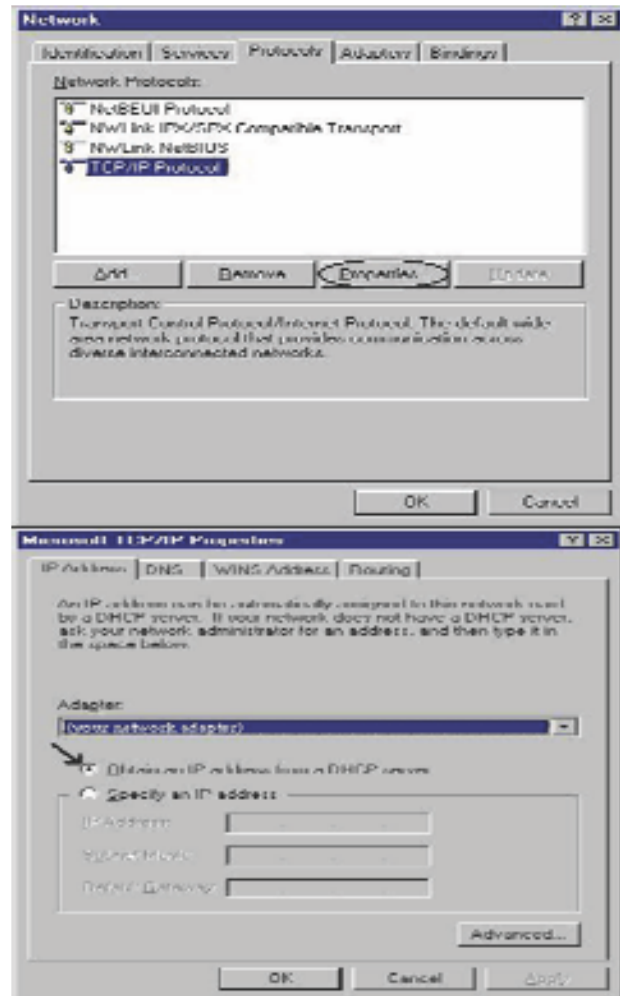 Network
Identification Services Protocols Adapters Bindings
Network Protocols:
NetBEUI Protocol
NWLink IPX/SPX Compatible Transport
NWLink NetBIOS
TCP/IP Protocol
Add... Remove Properties... Update
Description:
Transport Control Protocol/Internet Protocol. The default wide
area network protocol that provides communication across
diverse interconnected networks.
OK Cancel
Microsoft TCP/IP Properties
IP Address DNS WINS Address Routing
An IP address can be automatically assigned to this network card
by a DHCP server. If your network does not have a DHCP server,
ask your network administrator for an address, and then type it in
the space below.
Adapter:
(your network adapter)
Obtain an IP address from a DHCP server
Specify an IP address
IP Address:
Subnet Mask:
Default Gateway:
Advanced...
OK Cancel Apply